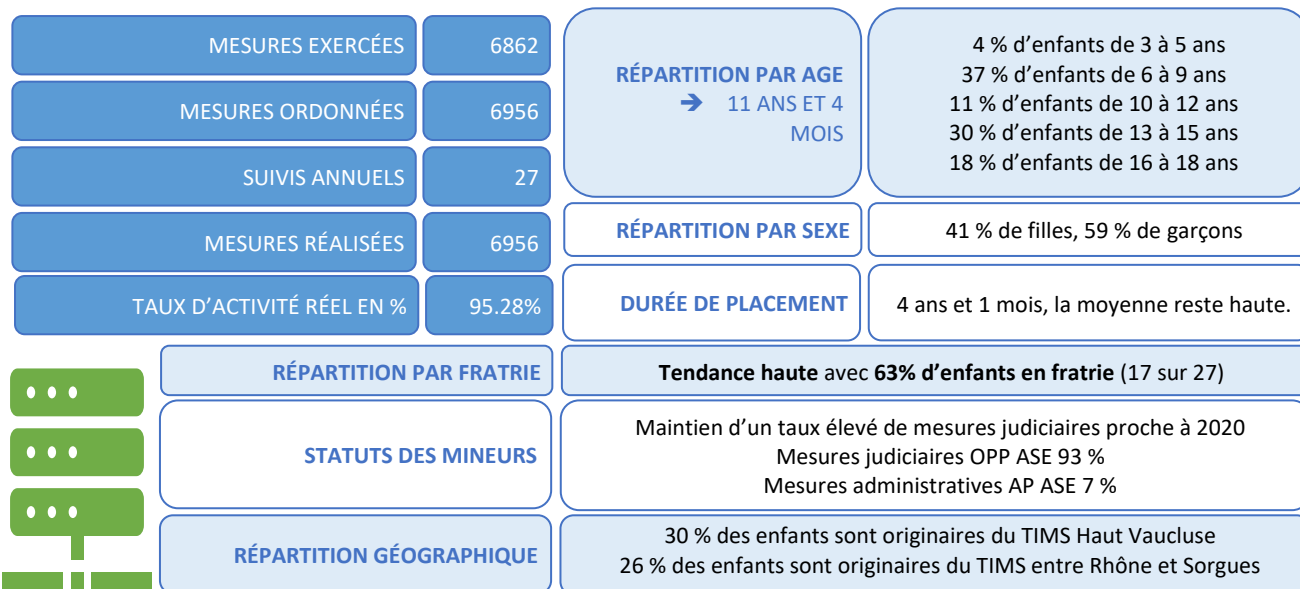 MESURES EXERCÉES 6862
MESURES ORDONNÉES 6956
SUIVIS ANNUELS 27
MESURES RÉALISÉES 6956
TAUX D’ACTIVITÉ RÉEL EN % 95.28%
RÉPARTITION PAR AGE
➔ 11 ANS ET 4
MOIS
4 % d’enfants de 3 à 5 ans
37 % d’enfants de 6 à 9 ans
11 % d’enfants de 10 à 12 ans
30 % d’enfants de 13 à 15 ans
18 % d’enfants de 16 à 18 ans
RÉPARTITION PAR SEXE
41 % de filles, 59 % de garçons
DURÉE DE PLACEMENT
4 ans et 1 mois, la moyenne reste haute.
RÉPARTITION PAR FRATRIE
Tendance haute avec 63% d’enfants en fratrie (17 sur 27)
STATUTS DES MINEURS
Maintien d’un taux élevé de mesures judiciaires proche à 2020
Mesures judiciaires OPP ASE 93 %
Mesures administratives AP ASE 7 %
RÉPARTITION GÉOGRAPHIQUE
30 % des enfants sont originaires du TIMS Haut Vaucluse
26 % des enfants sont originaires du TIMS entre Rhône et Sorgues